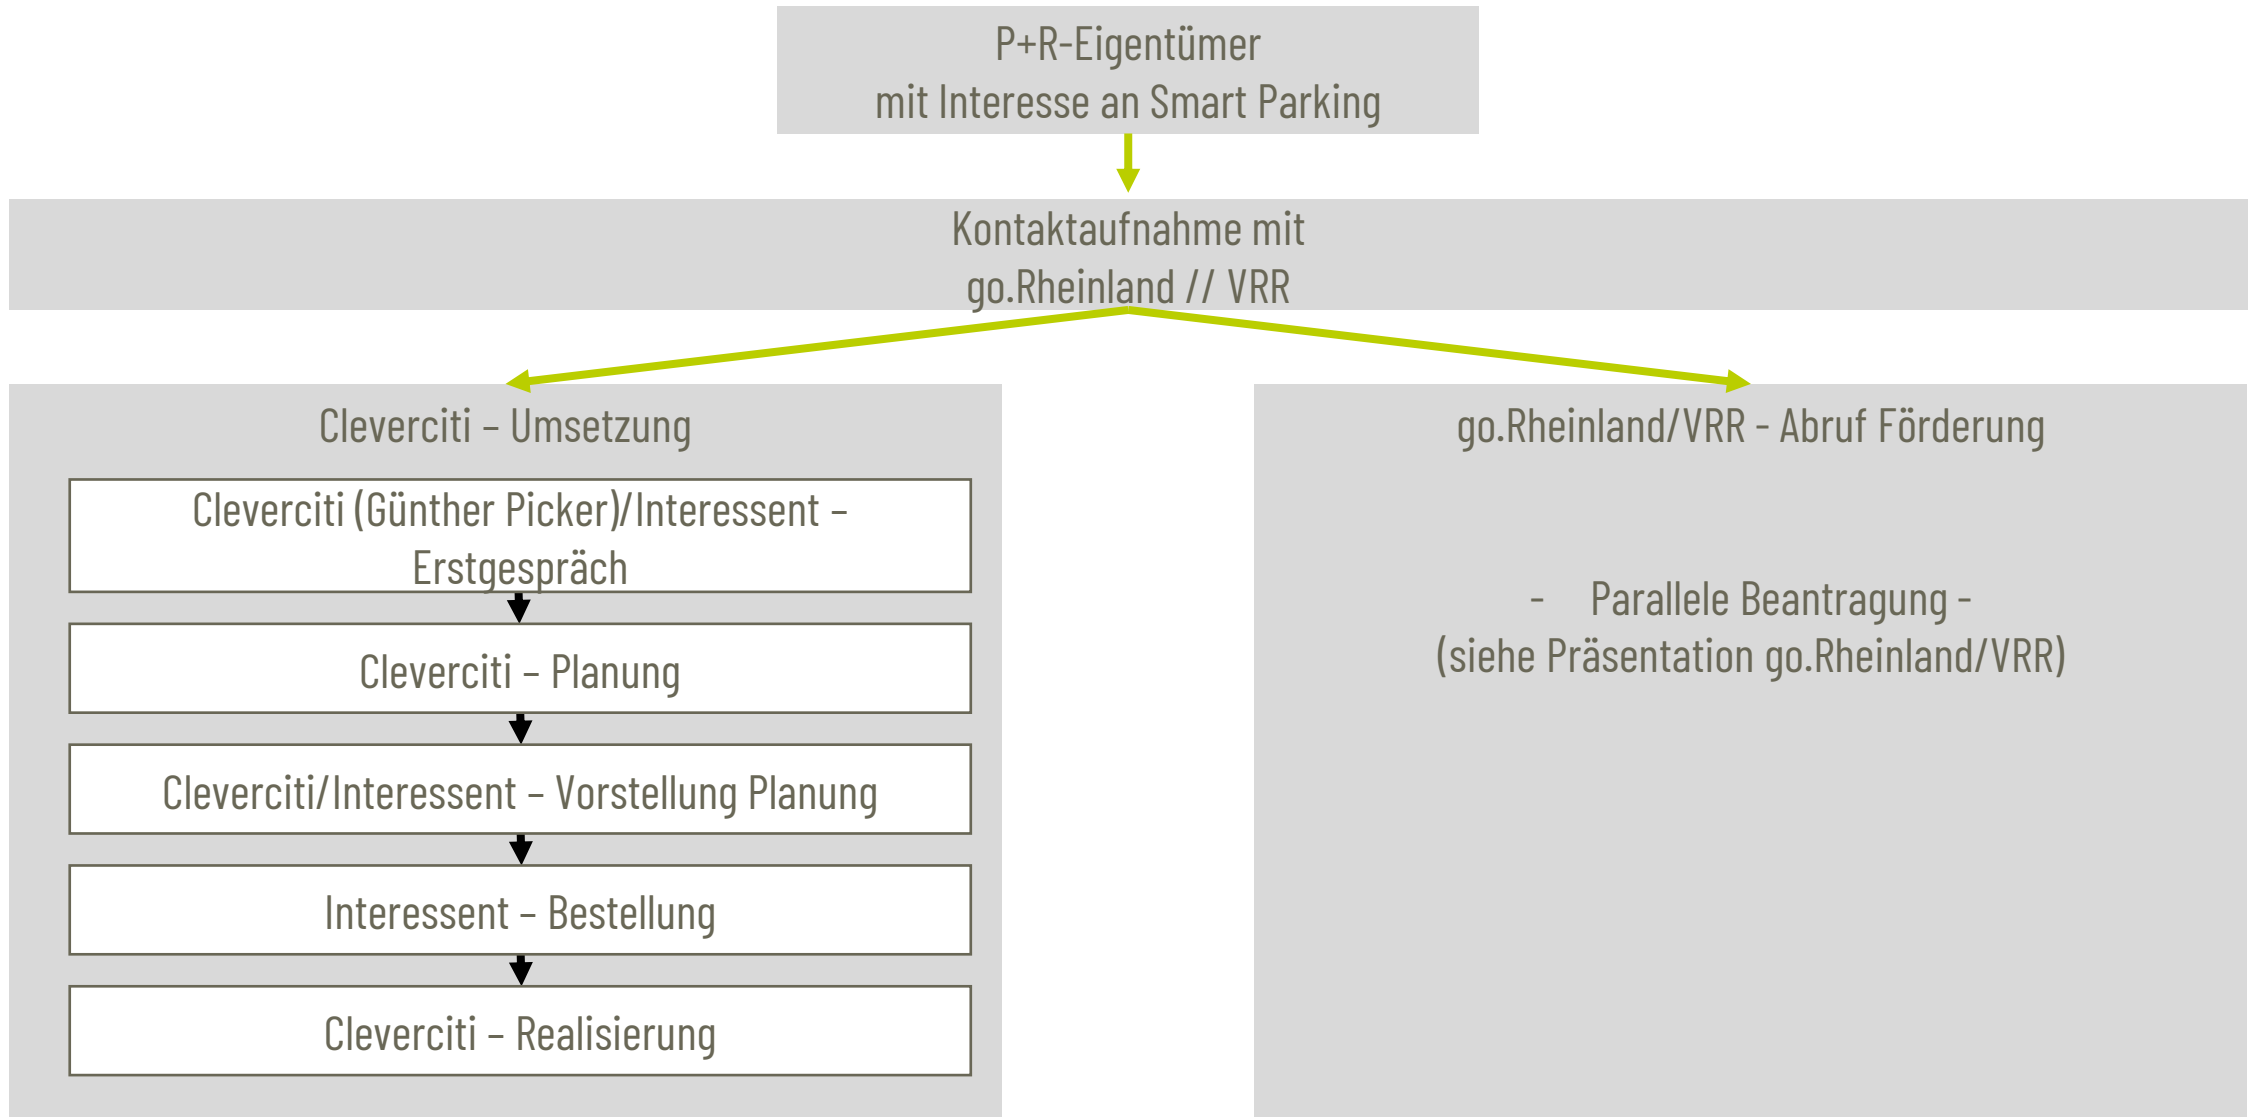 P+R-Eigentümer
mit Interesse an Smart Parking
Kontaktaufnahme mit
go.Rheinland // VRR
Cleverciti – Umsetzung
Cleverciti (Günther Picker)/Interessent –
Erstgespräch
Cleverciti – Planung
Cleverciti/Interessent – Vorstellung Planung
Interessent – Bestellung
Cleverciti – Realisierung
go.Rheinland/VRR - Abruf Förderung
- Parallele Beantragung -
(siehe Präsentation go.Rheinland/VRR)